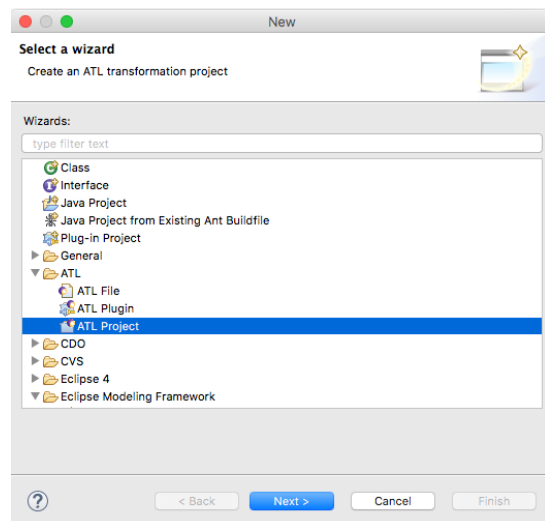 New
Select a wizard
Create an ATL transformation project
Wizards:
type filter text
Class
Interface
Java Project
Java Project from Existing Ant Buildfile
Plug-in Project
General
ATL
ATL File
ATL Plugin
ATL Project
CDO
CVS
Eclipse 4
Eclipse Modeling Framework
? < Back Next > Cancel Finish